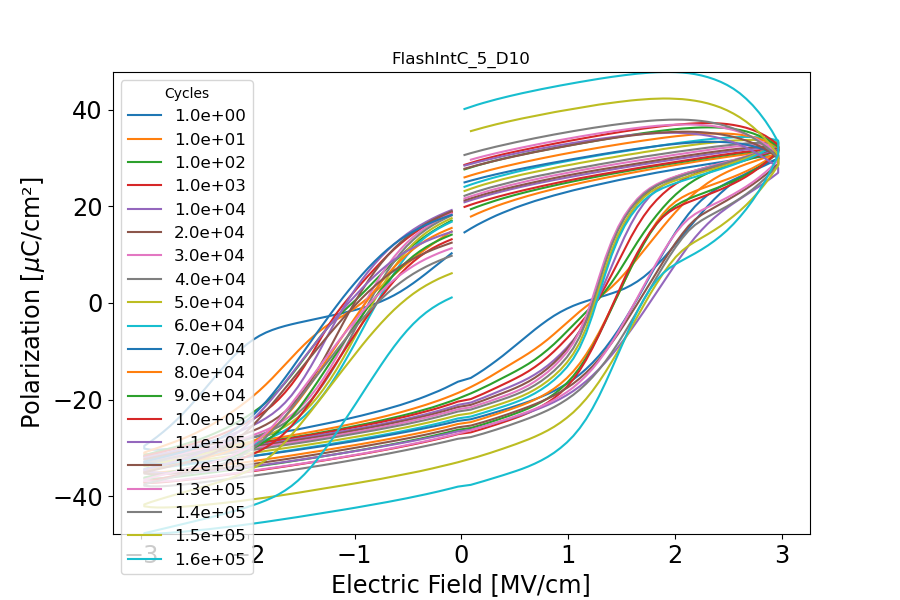 FlashIntC_5_D10
Polarization [μC/cm²]
40
20
0
−20
−40
Cycles
1.0e+00
1.0e+01
1.0e+02
1.0e+03
1.0e+04
2.0e+04
3.0e+04
4.0e+04
5.0e+04
6.0e+04
7.0e+04
8.0e+04
9.0e+04
1.0e+05
1.1e+05
1.2e+05
1.3e+05
1.4e+05
1.5e+05
1.6e+05
−3 −2 −1 0 1 2 3
Electric Field [MV/cm]